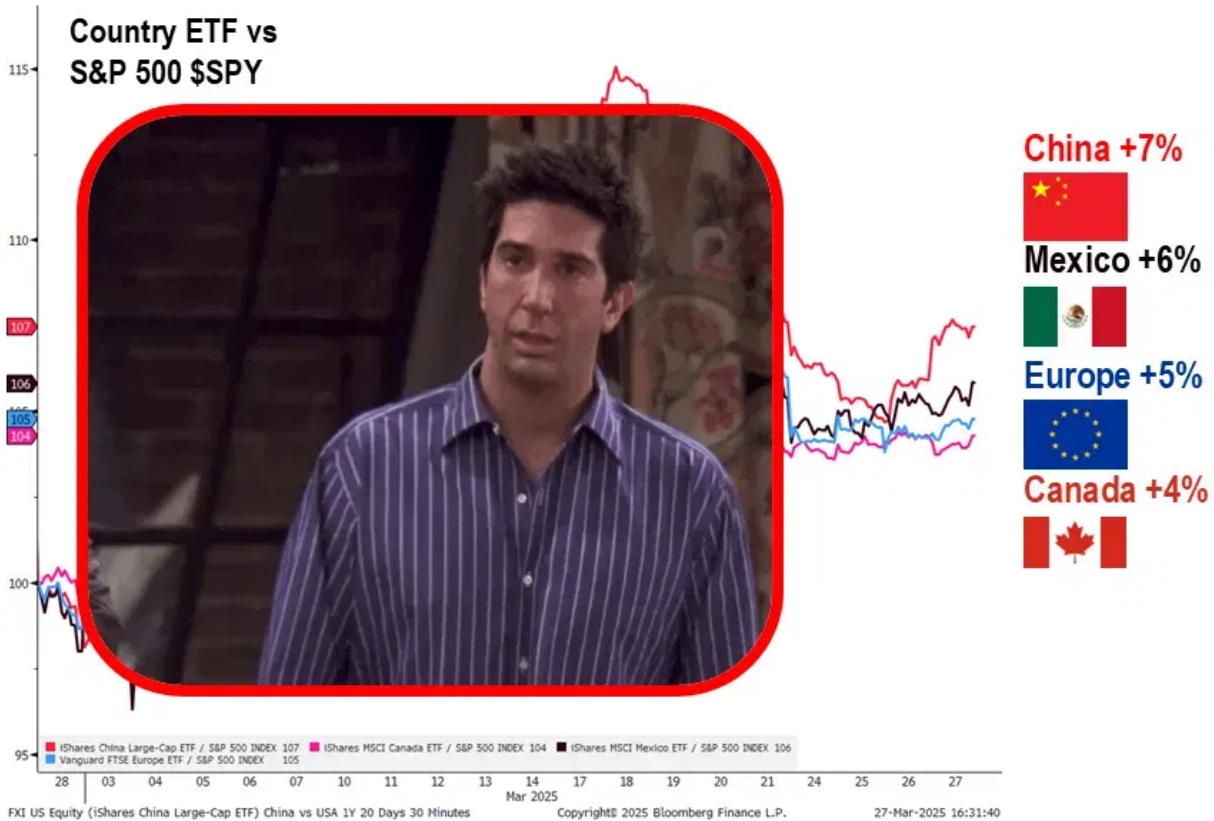 Country ETF vs
S&P 500 $SPY
115
110
105
100
95
107
106
105
104
China +7%
Mexico +6%
Europe +5%
Canada +4%
iShares China Large-Cap ETF / S&P 500 INDEX 107 iShares MSCI Canada ETF / S&P 500 INDEX 104 iShares MSCI Mexico ETF / S&P 500 INDEX 106
Vanguard FTSE Europe ETF / S&P 500 INDEX 105
28 03 04 05 06 07 10 11 12 13 14 17 18 19 20 21 24 25 26 27
Mar 2025
FXI US Equity (iShares China Large-Cap ETF) China vs USA 1Y 20 Days 30 Minutes Copyright© 2025 Bloomberg Finance L.P. 27-Mar-2025 16:31:40